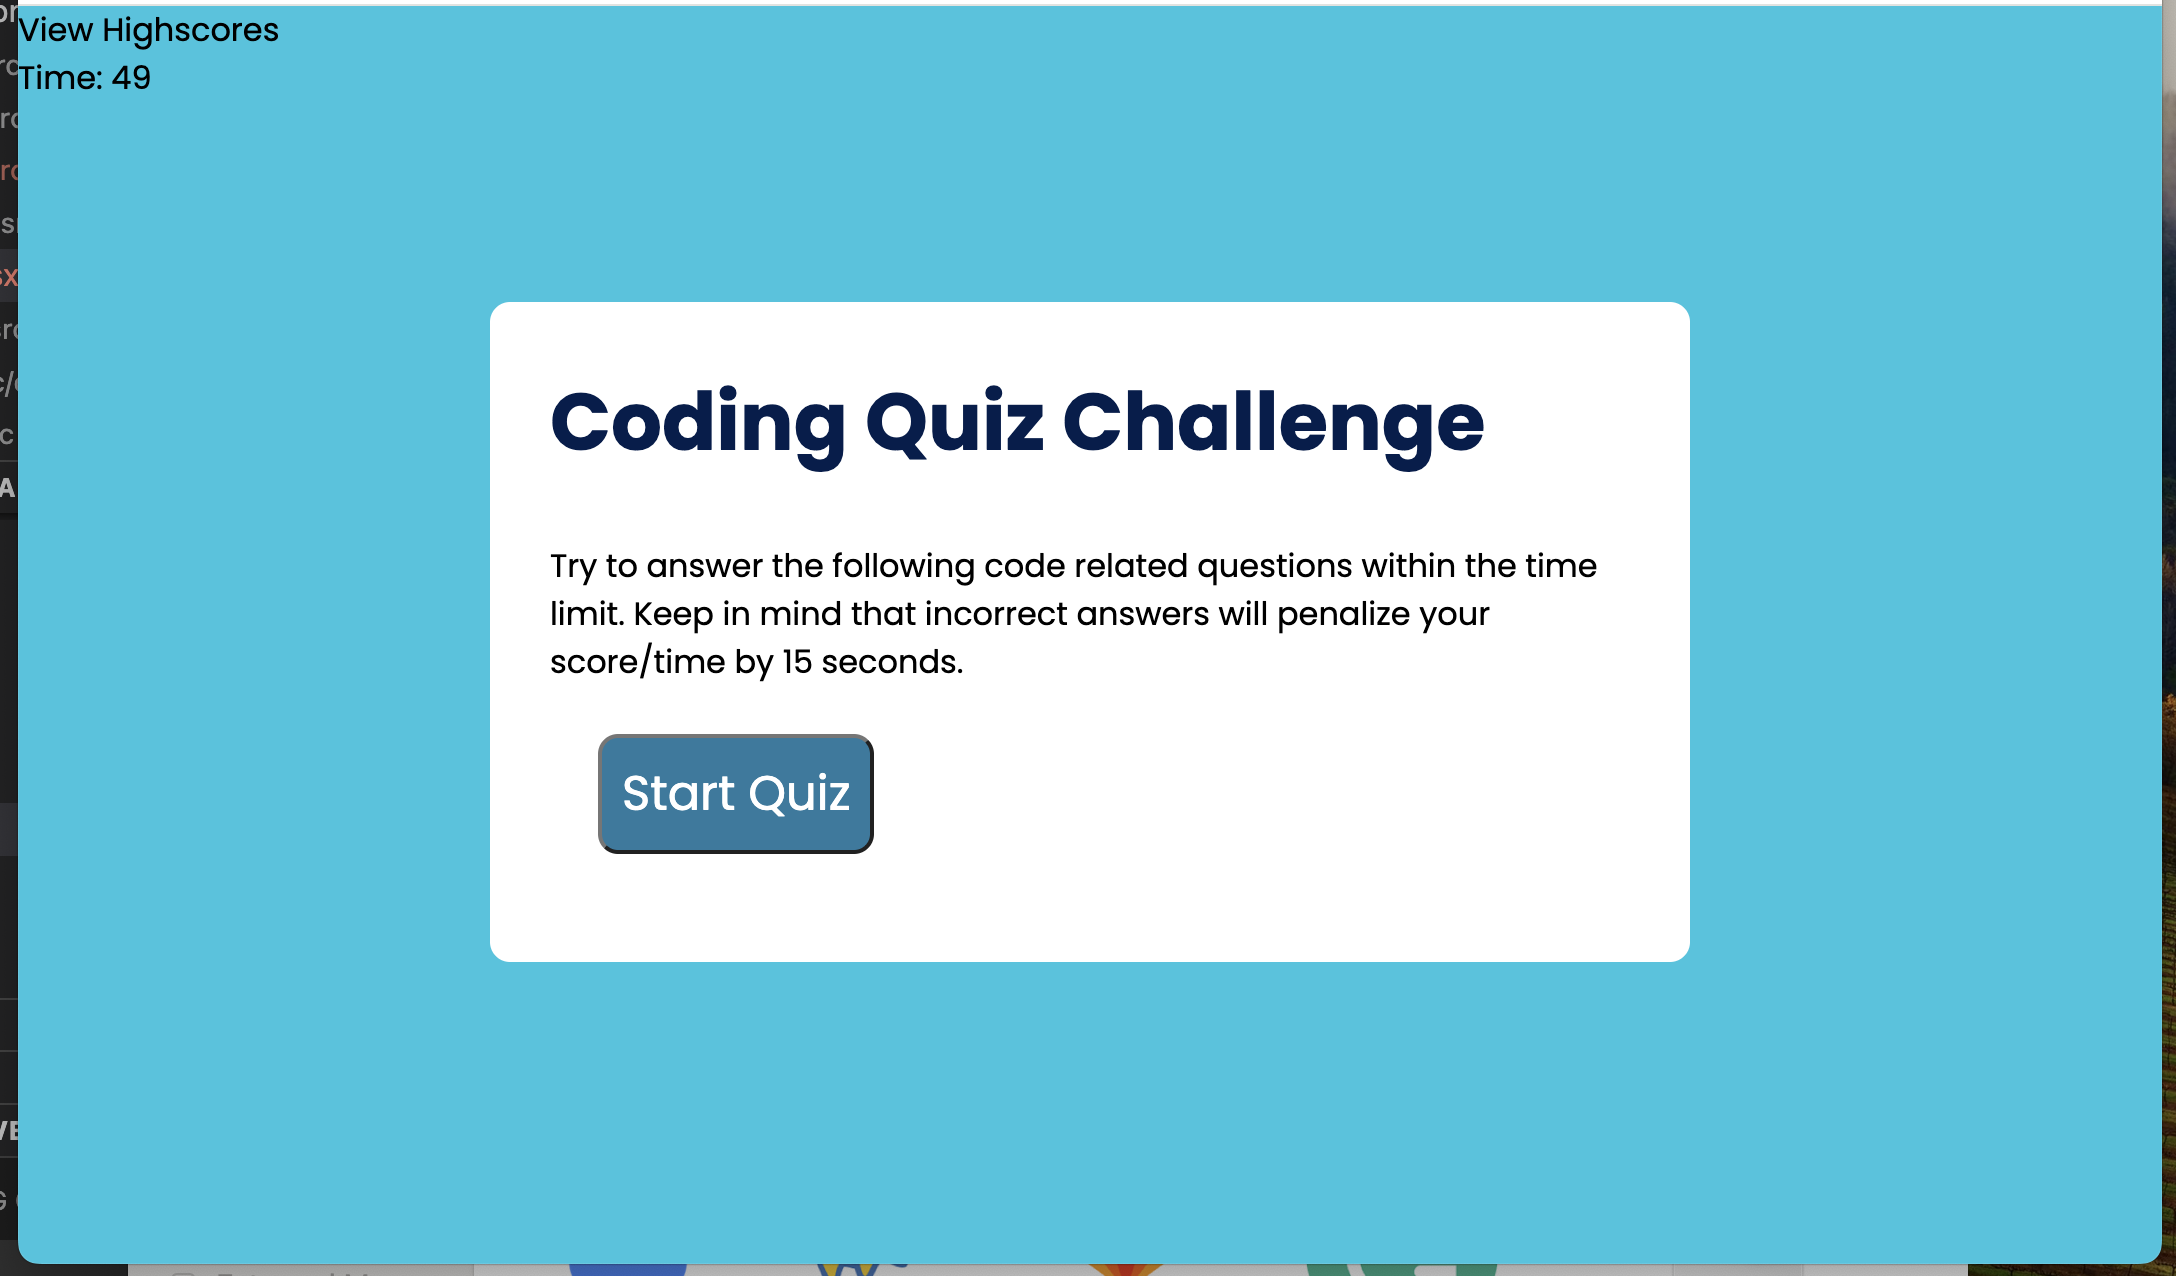 View Highscores
Time: 49
Coding Quiz Challenge
Try to answer the following code related questions within the time
limit. Keep in mind that incorrect answers will penalize your
score/time by 15 seconds.
Start Quiz